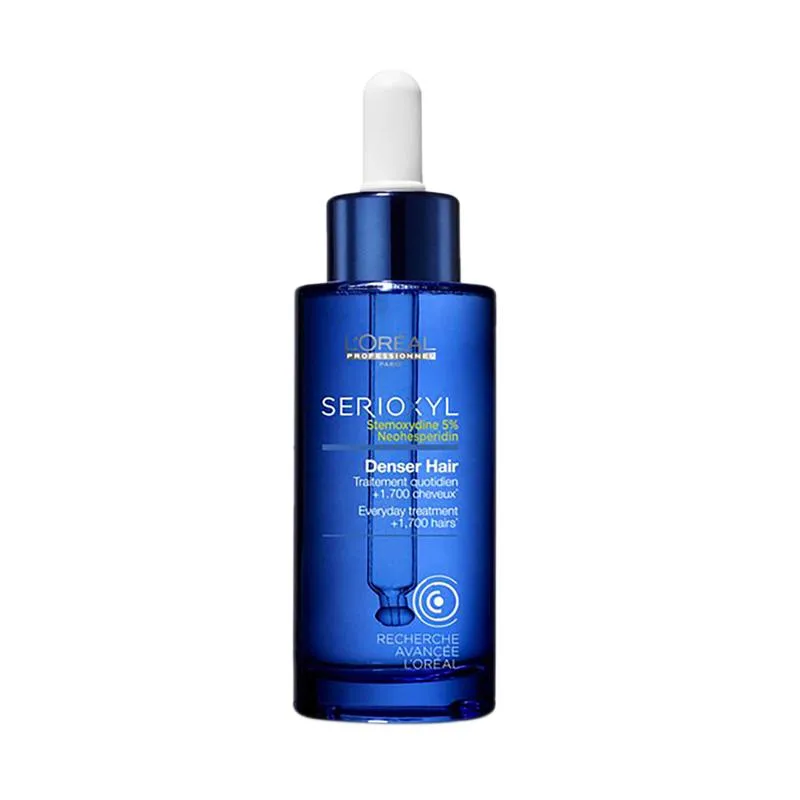 L'ORÉAL
PROFESSIONNEL
PARIS
SERIOXYL
Stemoxydine 5%
Neohesperidin
Denser Hair
Traitement quotidien
+1.700 cheveux*
Everyday treatment
+1,700 hairs*
RECHERCHE
AVANCÉE
L'ORÉAL